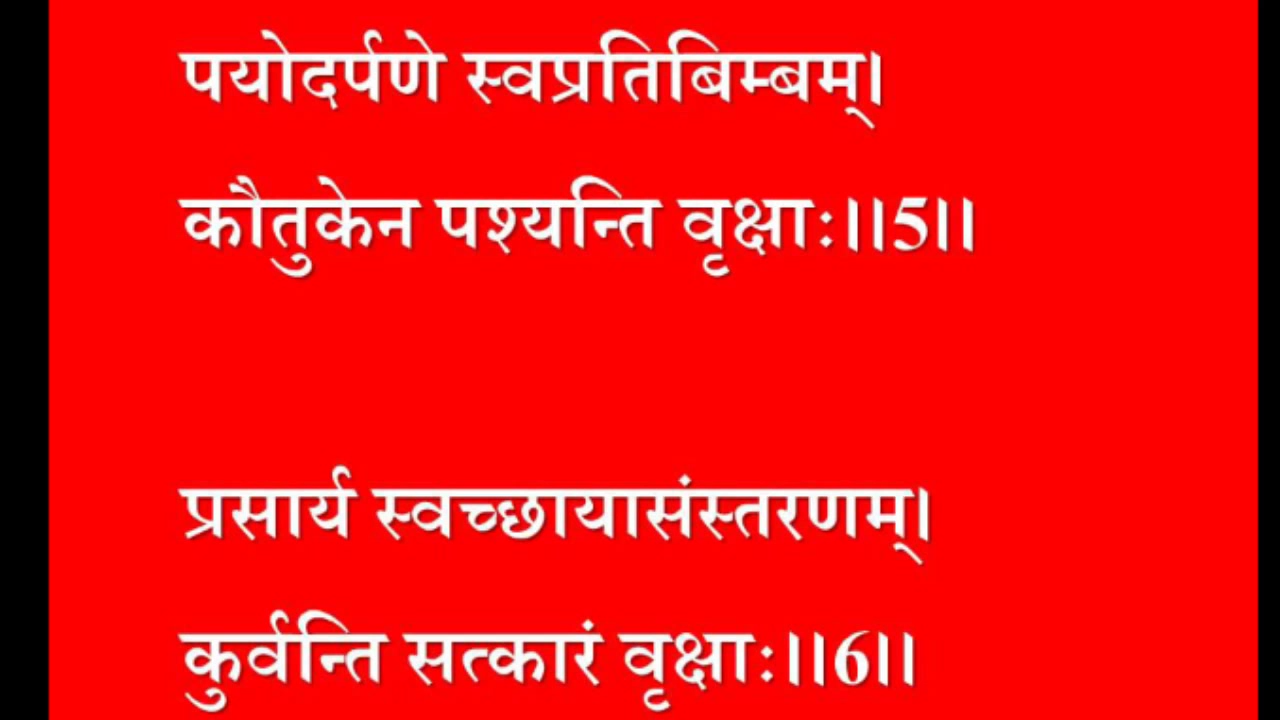 पयोदर्पणे स्वप्रतिबिम्बम्।
कौतुकेन पश्यन्ति वृक्षाः।।5।।
प्रसार्य स्वच्छायासंस्तरणम्।
कुर्वन्ति सत्कारं वृक्षाः।।6।।